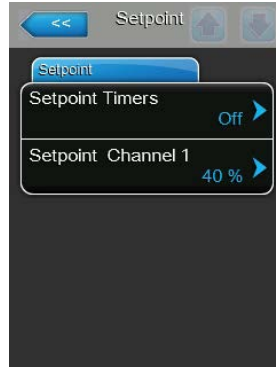 << Setpoint
Setpoint
Setpoint Timers
Off
Setpoint Channel 1
40 %